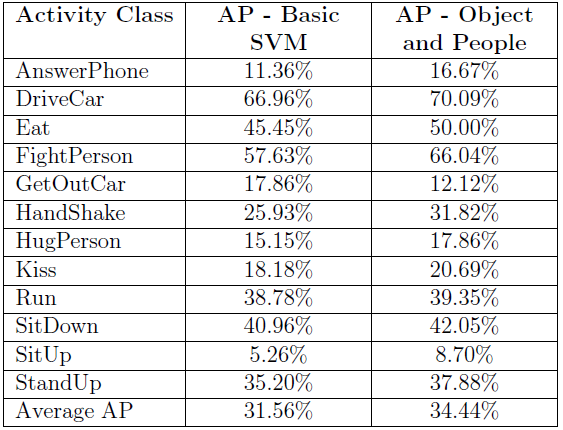 Activity Class AP - Basic SVM AP - Object and People
AnswerPhone 11.36% 16.67%
DriveCar 66.96% 70.09%
Eat 45.45% 50.00%
FightPerson 57.63% 66.04%
GetOutCar 17.86% 12.12%
HandShake 25.93% 31.82%
HugPerson 15.15% 17.86%
Kiss 18.18% 20.69%
Run 38.78% 39.35%
SitDown 40.96% 42.05%
SitUp 5.26% 8.70%
StandUp 35.20% 37.88%
Average AP 31.56% 34.44%